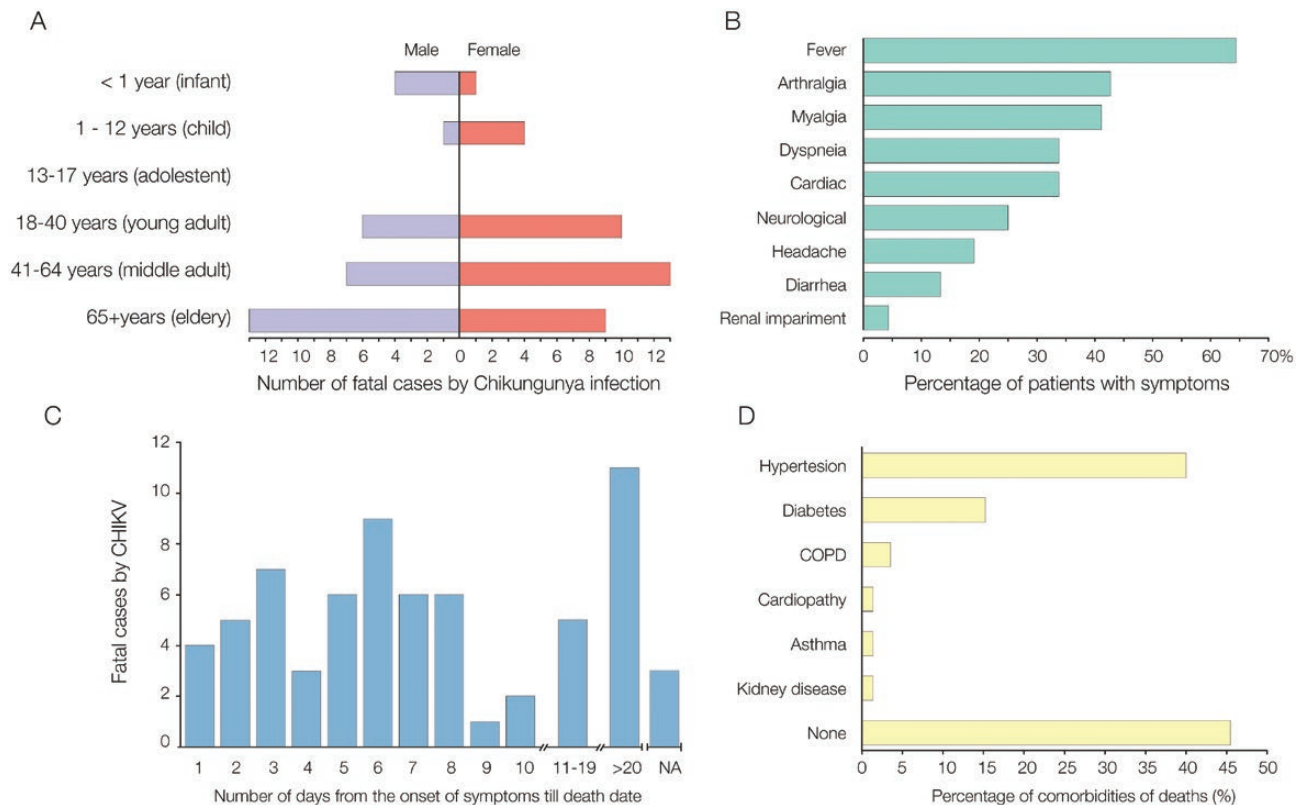 A
Male Female
< 1 year (infant)
1 - 12 years (child)
13-17 years (adolestent)
18-40 years (young adult)
41-64 years (middle adult)
65+years (eldery)
12 10 8 6 4 2 0 2 4 6 8 10 12
Number of fatal cases by Chikungunya infection
B
Fever
Arthralgia
Myalgia
Dyspneia
Cardiac
Neurological
Headache
Diarrhea
Renal impariment
0 10 20 30 40 50 60 70%
Percentage of patients with symptoms
C
Fatal cases by CHIKV
12
10
8
6
4
2
0
1 2 3 4 5 6 7 8 9 10 11-19 >20 NA
Number of days from the onset of symptoms till death date
D
Hypertesion
Diabetes
COPD
Cardiopathy
Asthma
Kidney disease
None
0 5 10 15 20 25 30 35 40 45 50
Percentage of comorbidities of deaths (%)